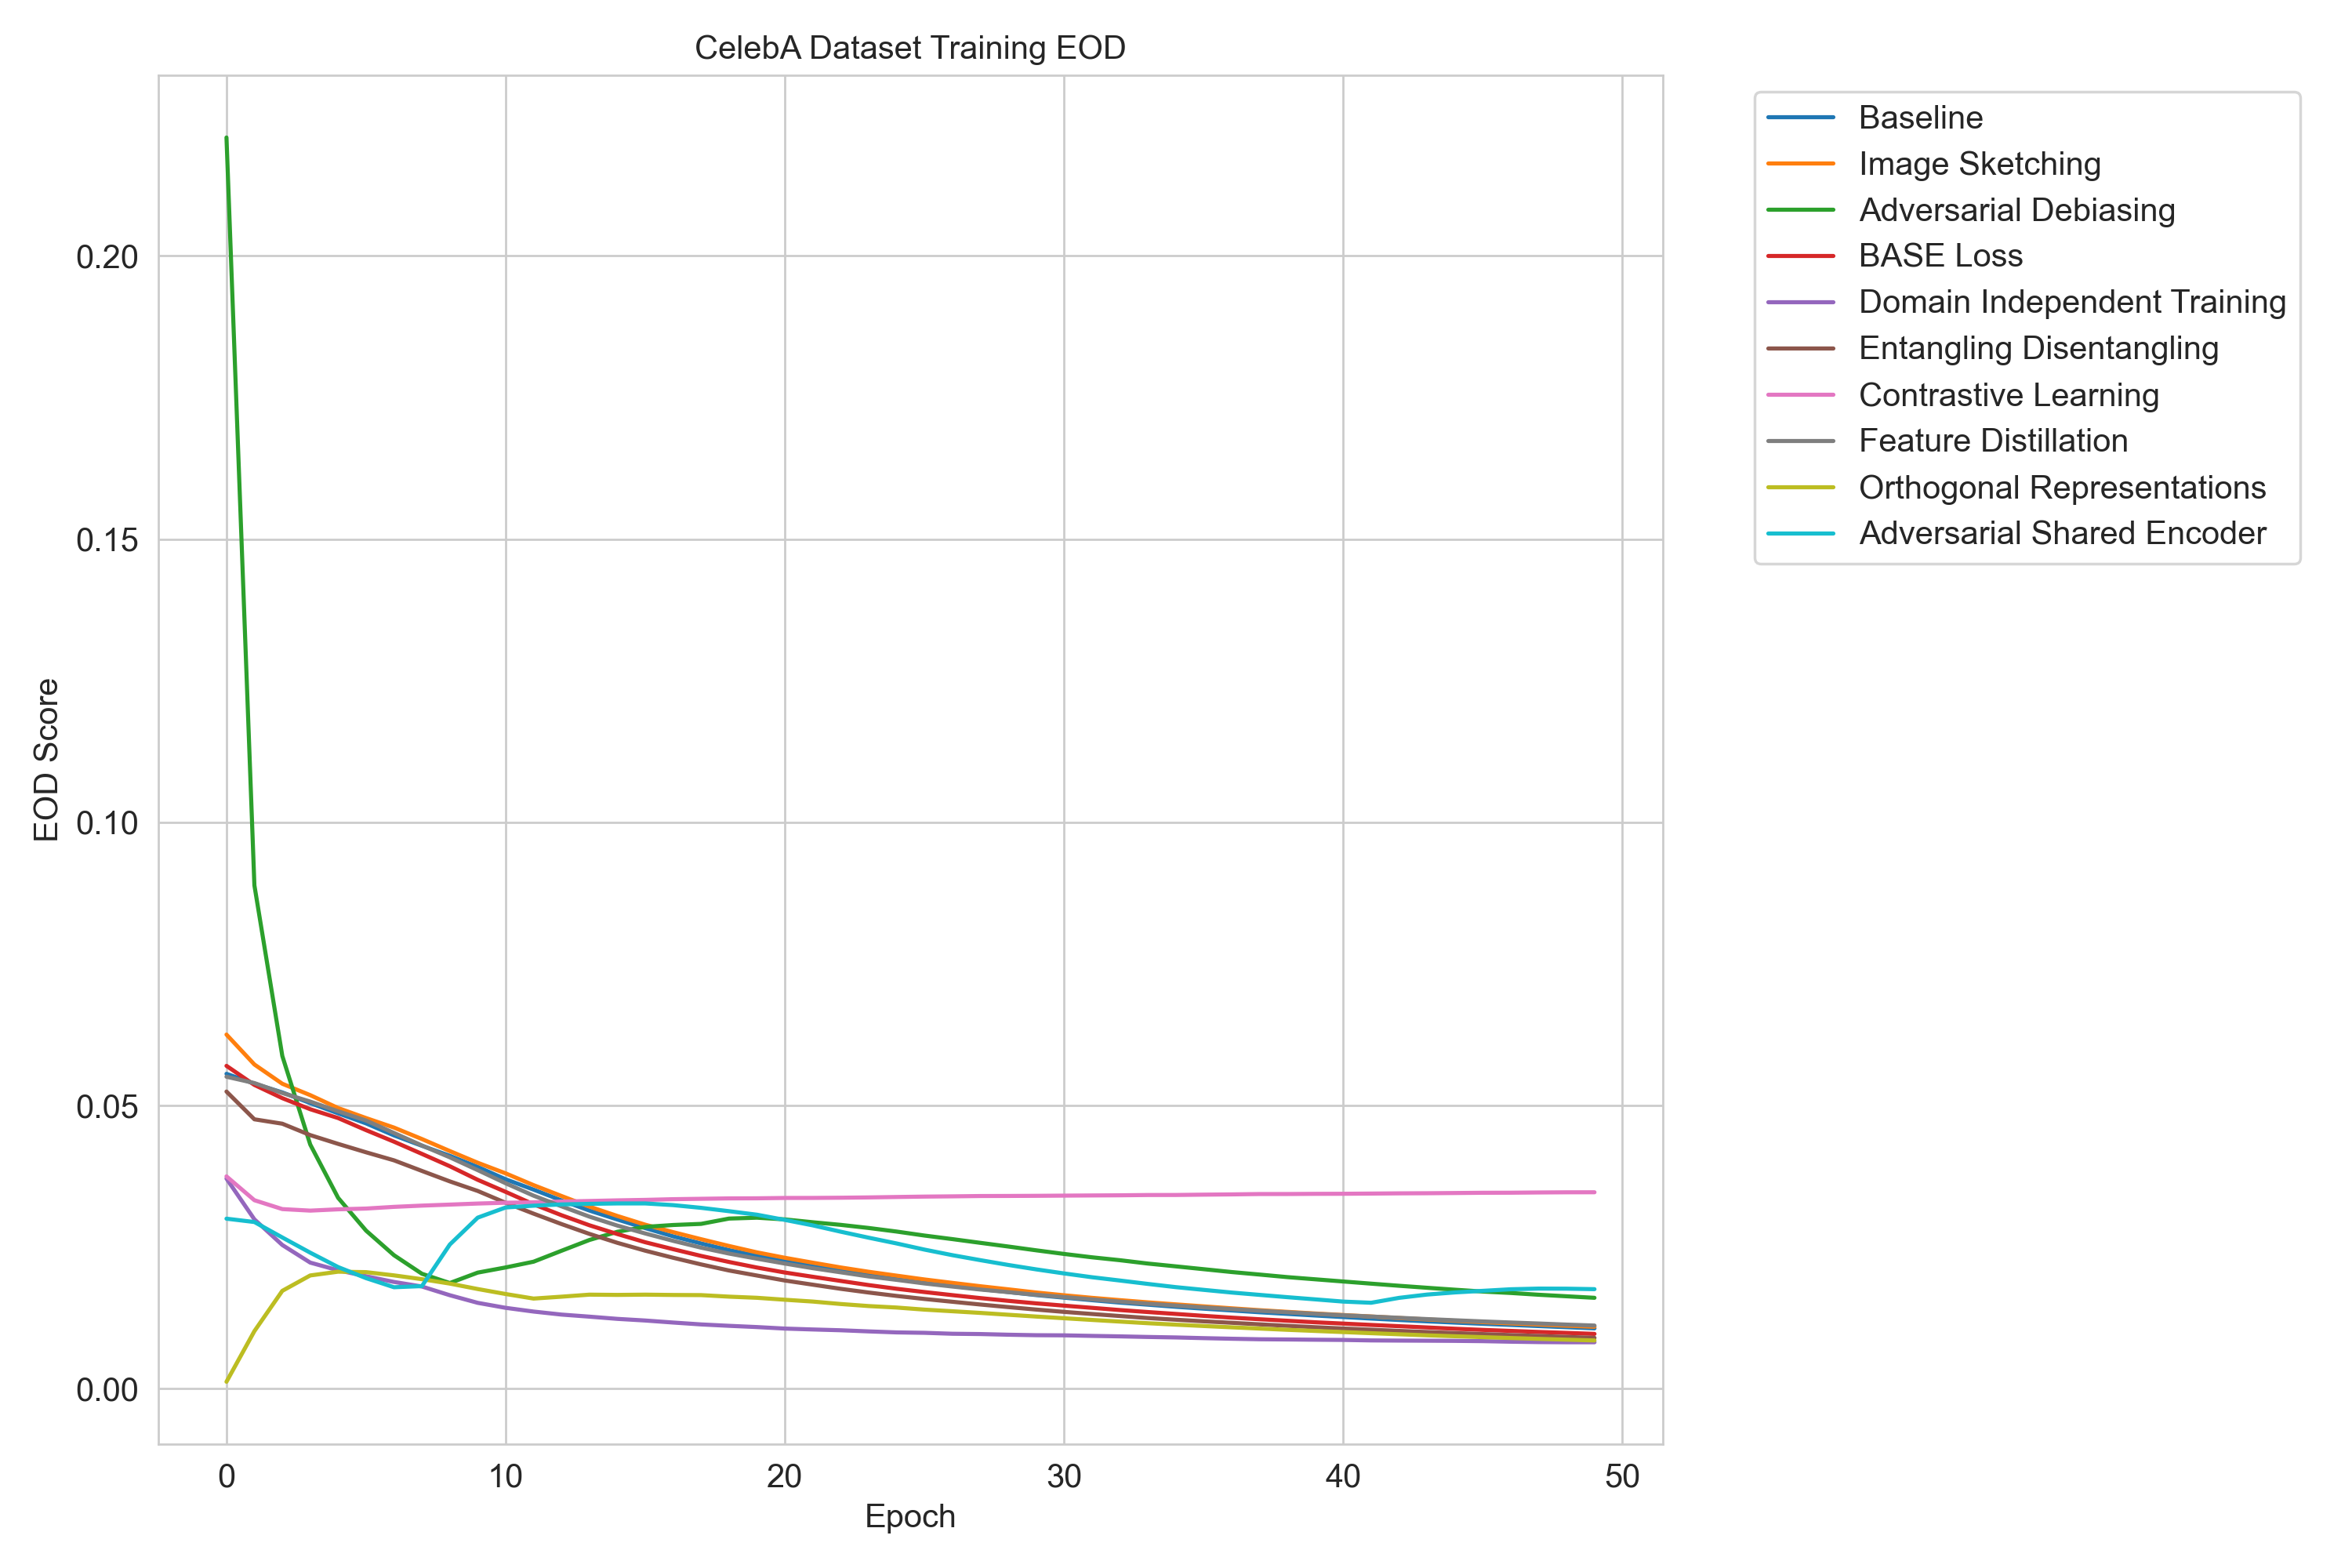 CelebA Dataset Training EOD
Baseline
Image Sketching
Adversarial Debiasing
BASE Loss
Domain Independent Training
Entangling Disentangling
Contrastive Learning
Feature Distillation
Orthogonal Representations
Adversarial Shared Encoder
EOD Score
0.20
0.15
0.10
0.05
0.00
0 10 20 30 40 50
Epoch